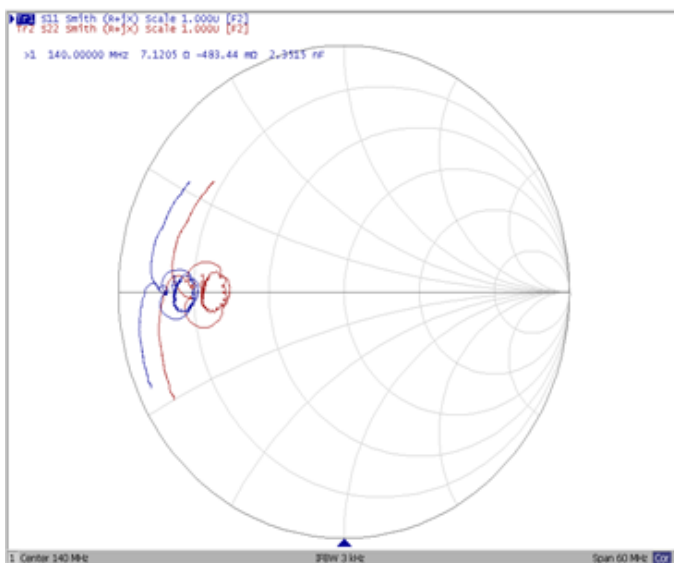 Tr1 S11 Smith (R+jX) Scale 1.000U [F2]
Tr2 S22 Smith (R+jX) Scale 1.000U [F2]
>1 140.00000 MHz 7.1205 Ω -483.44 mΩ 2.3515 nF
1 Center 140 MHz IFBW 3 kHz Span 60 MHz Cor